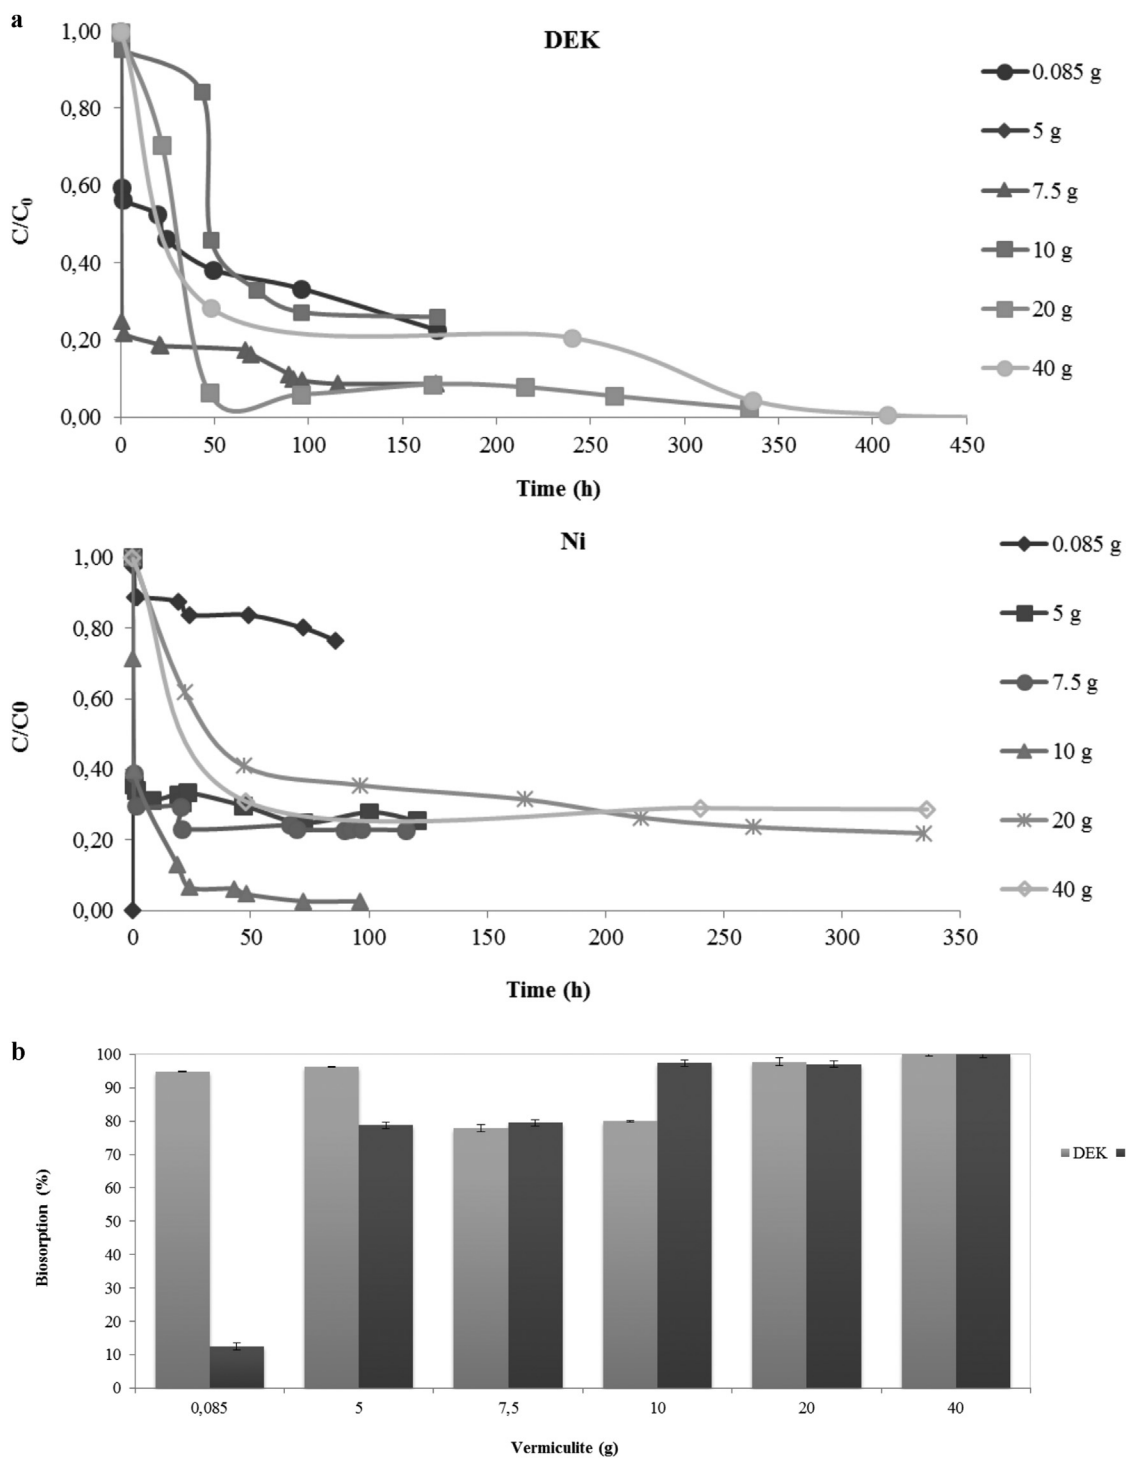 a
DEK
1,00
0,80
0,60
0,40
0,20
0,00
C/C0
0 50 100 150 200 250 300 350 400 450
Time (h)
0.085 g
5 g
7.5 g
10 g
20 g
40 g
Ni
1,00
0,80
0,60
0,40
0,20
0,00
C/C0
0 50 100 150 200 250 300 350
Time (h)
0.085 g
5 g
7.5 g
10 g
20 g
40 g
b
100
90
80
70
60
50
40
30
20
10
0
Biosorption (%)
0,085 5 7,5 10 20 40
Vermiculite (g)
DEK